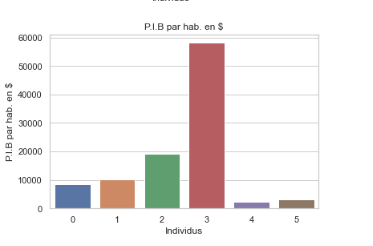 Individus
P.I.B par hab. en $
60000
50000
40000
30000
20000
10000
0
P.I.B par hab. en $
0 1 2 3 4 5
Individus